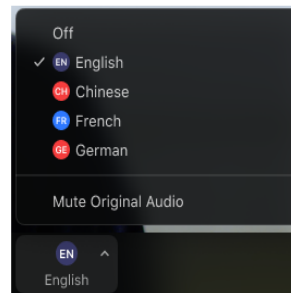 Off
EN English
CH Chinese
FR French
GE German
Mute Original Audio
EN
English